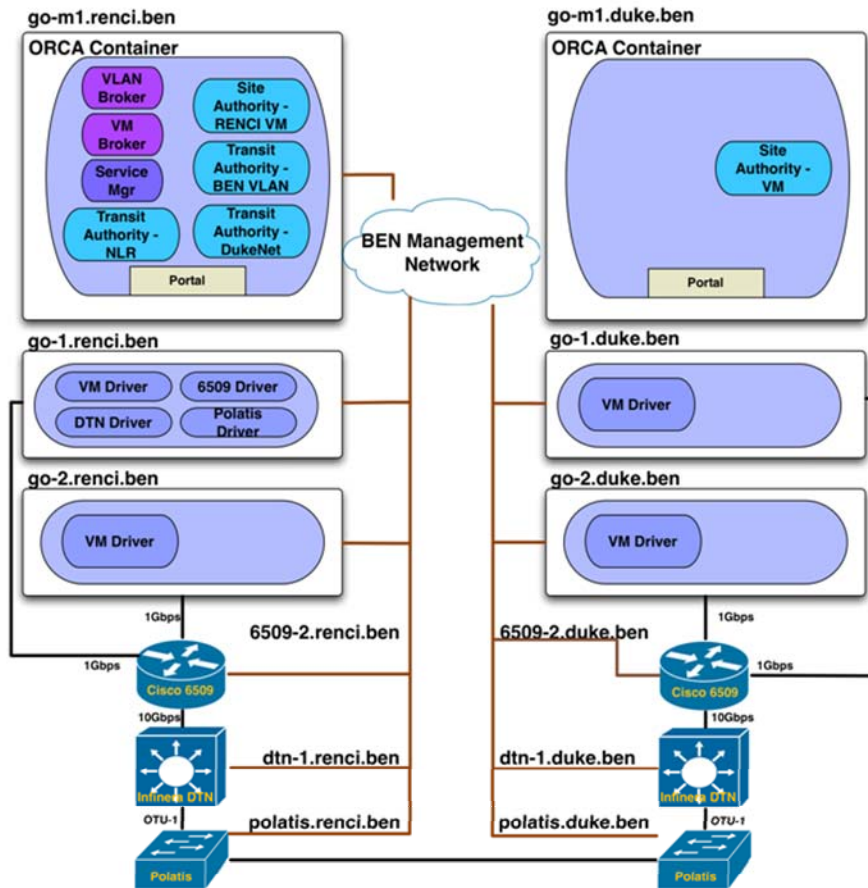 go-m1.renci.ben
ORCA Container
VLAN
Broker
VM
Broker
Service
Mgr
Transit
Authority -
NLR
Site
Authority -
RENCI VM
Transit
Authority -
BEN VLAN
Transit
Authority -
DukeNet
Portal
go-m1.duke.ben
ORCA Container
Site
Authority -
VM
Portal
BEN Management
Network
go-1.renci.ben
VM Driver
6509 Driver
DTN Driver
Polatis
Driver
go-1.duke.ben
VM Driver
go-2.renci.ben
VM Driver
go-2.duke.ben
VM Driver
1Gbps
6509-2.renci.ben
1Gbps
Cisco 6509
10Gbps
dtn-1.renci.ben
Infinera DTN
OTU-1
polatis.renci.ben
Polatis
1Gbps
6509-2.duke.ben
1Gbps
Cisco 6509
10Gbps
dtn-1.duke.ben
Infinera DTN
OTU-1
polatis.duke.ben
Polatis